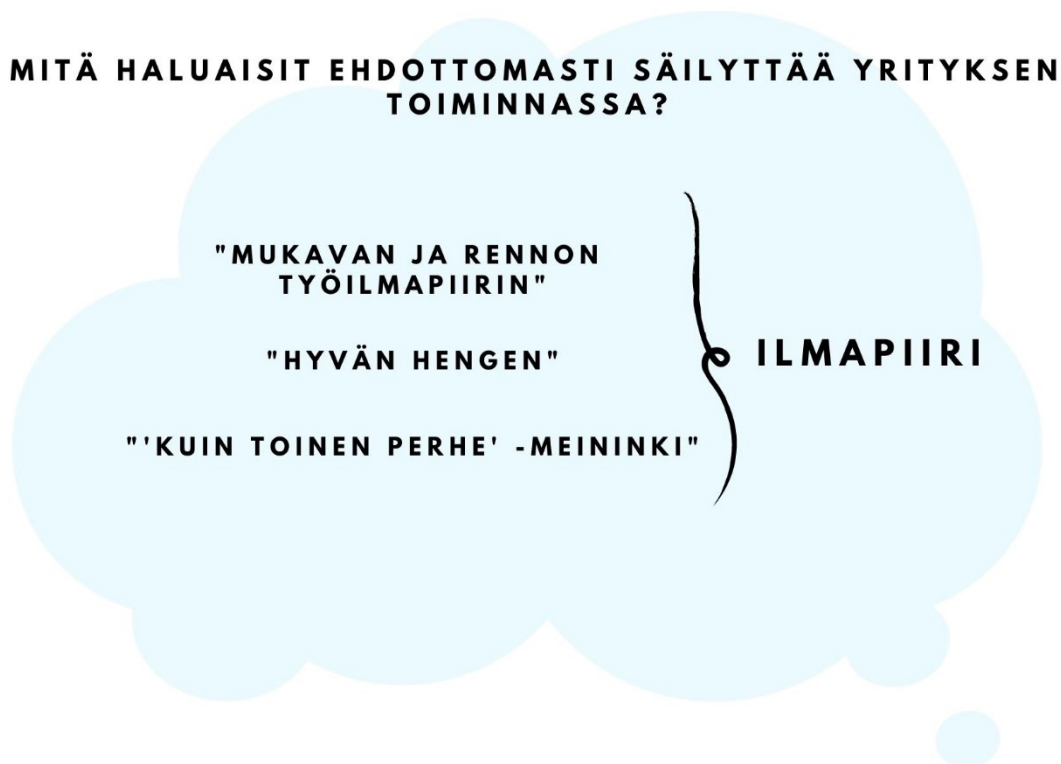 MITÄ HALUAISIT EHDOTTOMASTI SÄILYTTÄÄ YRITYKSEN
TOIMINNASSA?
"MUKAVAN JA RENNON
TYÖILMAPIIRIN"
"HYVÄN HENGEN"
"'KUIN TOINEN PERHE' -MEININKI"
ILMAPIIRI